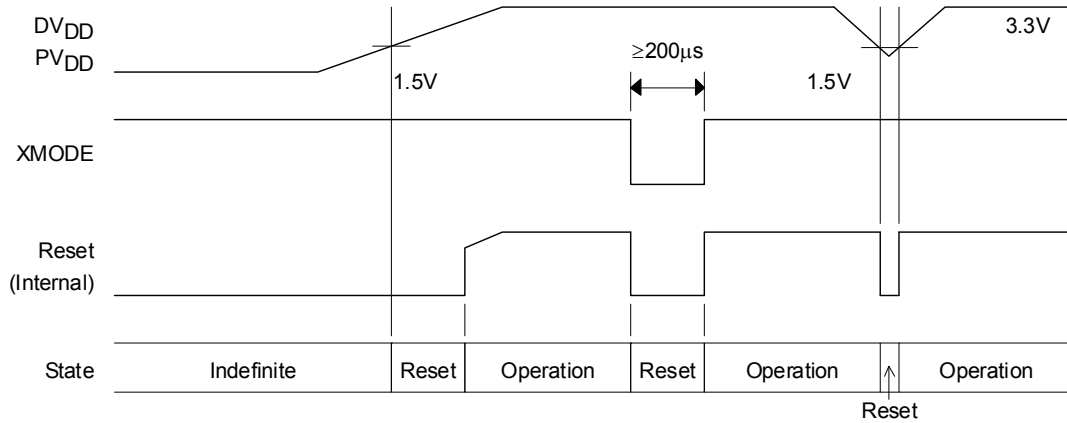 DVDD
PVDD
1.5V
≥200μs
1.5V
3.3V
XMODE
Reset
(Internal)
State
Indefinite
Reset
Operation
Reset
Operation
Operation
Reset